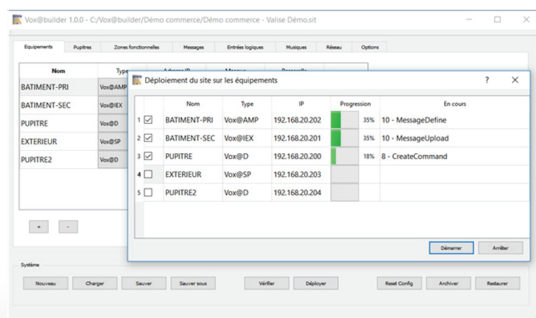 Vox@builder 1.0.0 - C:/Vox@builder/Démo commerce/Démo commerce - Valise Démo.sit
Equipements Pupitres Zones fonctionnelles Messages Entrées logiques Musiques Réseau Options
Nom Type
BATIMENT-PRI Vox@AMP
BATIMENT-SEC Vox@IEX
PUPITRE Vox@D
EXTERIEUR Vox@SP
PUPITRE2 Vox@D
+ -
Déploiement du site sur les équipements ?
Nom Type IP Progression En cours
1 BATIMENT-PRI Vox@AMP 192.168.20.202 35% 10 - MessageDefine
2 BATIMENT-SEC Vox@IEX 192.168.20.201 35% 10 - MessageUpload
3 PUPITRE Vox@D 192.168.20.200 18% 8 - CreateCommand
4 EXTERIEUR Vox@SP 192.168.20.203
5 PUPITRE2 Vox@D 192.168.20.204
Démarrer Arrêter
Système
Nouveau Charger Sauver Sauver sous Vérifier Déployer Reset Config Archiver Restaurer